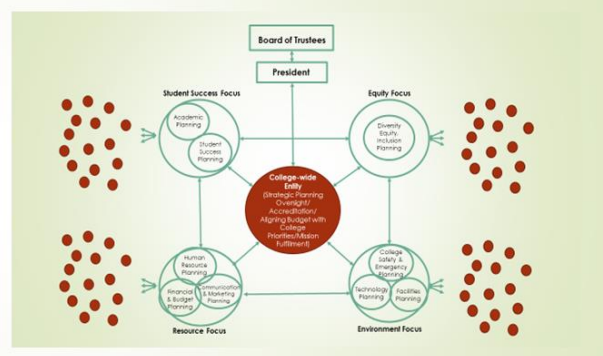 Board of Trustees
President
Student Success Focus
Equity Focus
Academic
Planning
Student
Success
Planning
Diversity
Equity,
Inclusion
Planning
College-wide
Entity
(Strategic Planning
Oversight/
Accreditation/
Aligning Budget with
College
Priorities/Mission
Fulfillment)
Human
Resource
Planning
Financial
& Budget
Planning
Communication
& Marketing
Planning
College
Safety &
Emergency
Planning
Technology
Planning
Facilities
Planning
Resource Focus
Environment Focus